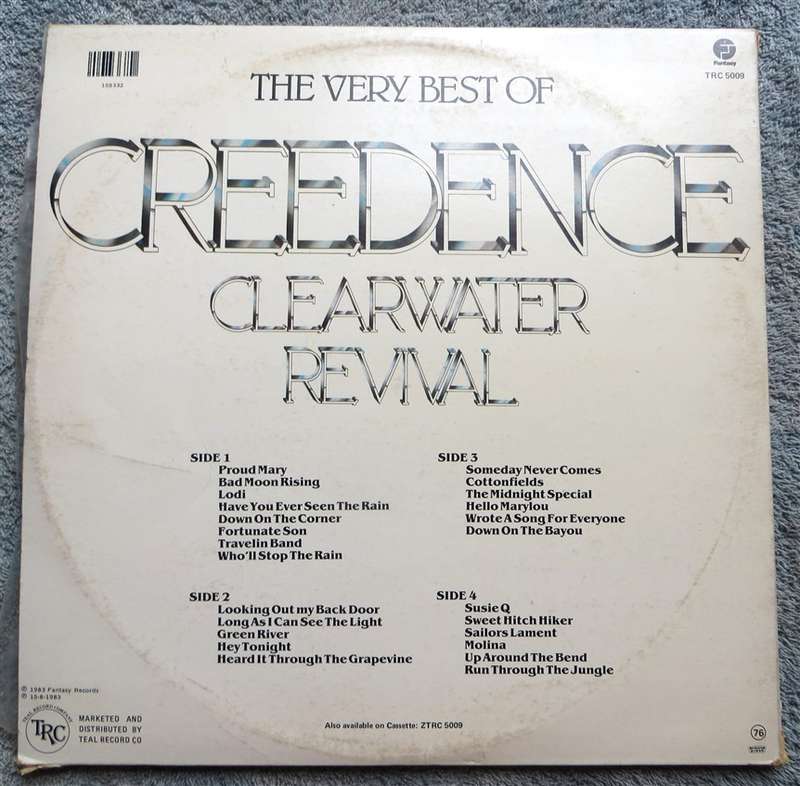 155332
Fantasy
TRC 5009
THE VERY BEST OF
CREEDENCE
CLEARWATER
REVIVAL
SIDE 1
Proud Mary
Bad Moon Rising
Lodi
Have You Ever Seen The Rain
Down On The Corner
Fortunate Son
Travelin Band
Who'll Stop The Rain
SIDE 2
Looking Out my Back Door
Long As I Can See The Light
Green River
Hey Tonight
Heard It Through The Grapevine
SIDE 3
Someday Never Comes
Cottonfields
The Midnight Special
Hello Marylou
Wrote A Song For Everyone
Down On The Bayou
SIDE 4
Susie Q
Sweet Hitch Hiker
Sailors Lament
Molina
Up Around The Bend
Run Through The Jungle
© 1983 Fantasy Records
℗ 15-8-1983
TEAL RECORD COMPANY
TRC
MARKETED AND
DISTRIBUTED BY
TEAL RECORD CO
Also available on Cassette: ZTRC 5009
76